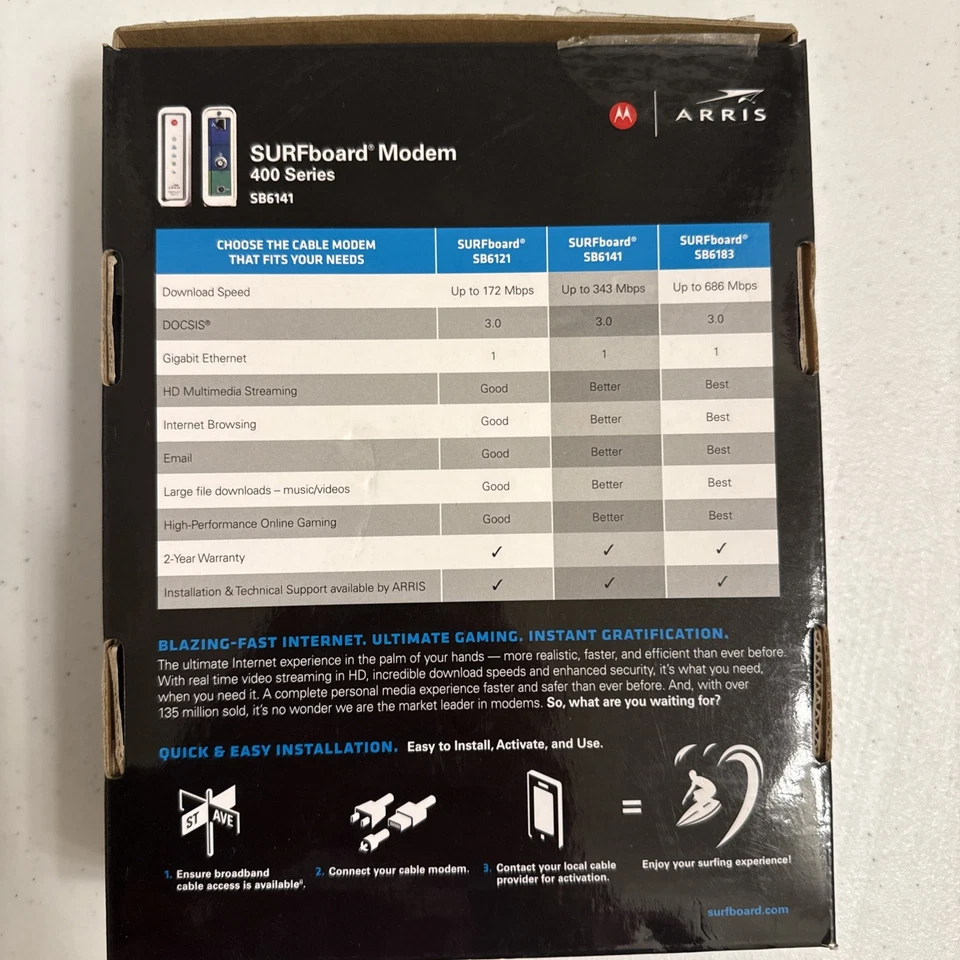 ARRIS
SURFboard® Modem
400 Series
SB6141
CHOOSE THE CABLE MODEM THAT FITS YOUR NEEDS SURFboard® SB6121 SURFboard® SB6141 SURFboard® SB6183
Download Speed Up to 172 Mbps Up to 343 Mbps Up to 686 Mbps
DOCSIS® 3.0 3.0 3.0
Gigabit Ethernet 1 1 1
HD Multimedia Streaming Good Better Best
Internet Browsing Good Better Best
Email Good Better Best
Large file downloads – music/videos Good Better Best
High-Performance Online Gaming Good Better Best
2-Year Warranty ✓ ✓ ✓
Installation & Technical Support available by ARRIS ✓ ✓ ✓
BLAZING-FAST INTERNET. ULTIMATE GAMING. INSTANT GRATIFICATION.
The ultimate Internet experience in the palm of your hands — more realistic, faster, and efficient than ever before.
With real time video streaming in HD, incredible download speeds and enhanced security, it's what you need,
when you need it. A complete personal media experience faster and safer than ever before. And, with over
135 million sold, it's no wonder we are the market leader in modems. So, what are you waiting for?
QUICK & EASY INSTALLATION. Easy to Install, Activate, and Use.
ST AVE
=
1. Ensure broadband
cable access is available
2. Connect your cable modem.
3. Contact your local cable
provider for activation.
Enjoy your surfing experience!
surfboard.com